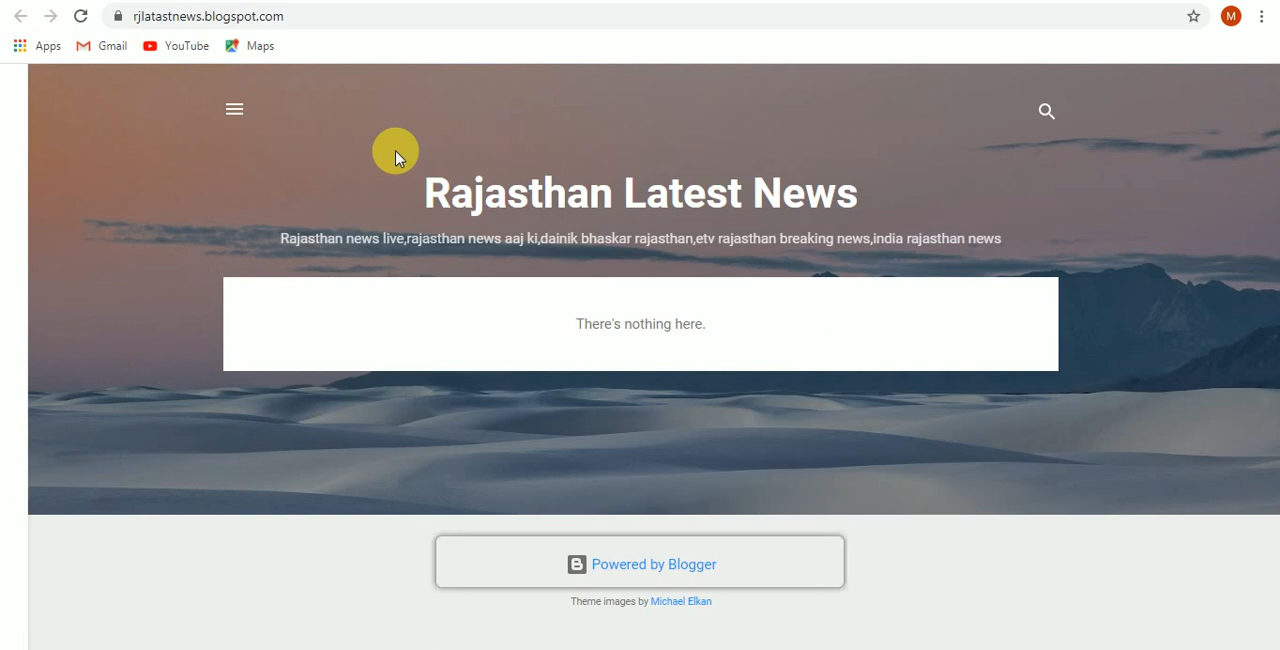 rjlatastnews.blogspot.com
M
Apps Gmail YouTube Maps
Rajasthan Latest News
Rajasthan news live,rajasthan news aaj ki,dainik bhaskar rajasthan,etv rajasthan breaking news,india rajasthan news
There's nothing here.
Powered by Blogger
Theme images by Michael Elkan